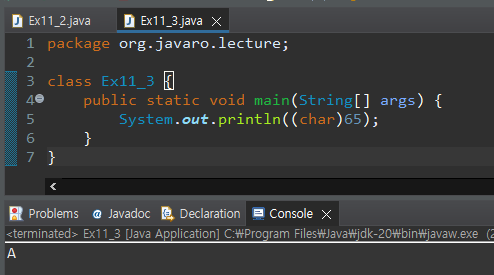 Ex11_2.java Ex11_3.java
1 package org.javaro.lecture;
2
3 class Ex11_3 {
4 public static void main(String[] args) {
5 System.out.println((char)65);
6 }
7 }
Problems @ Javadoc Declaration Console
<terminated> Ex11_3 [Java Application] C:₩Program Files₩Java₩jdk-20₩bin₩javaw.exe (2
A